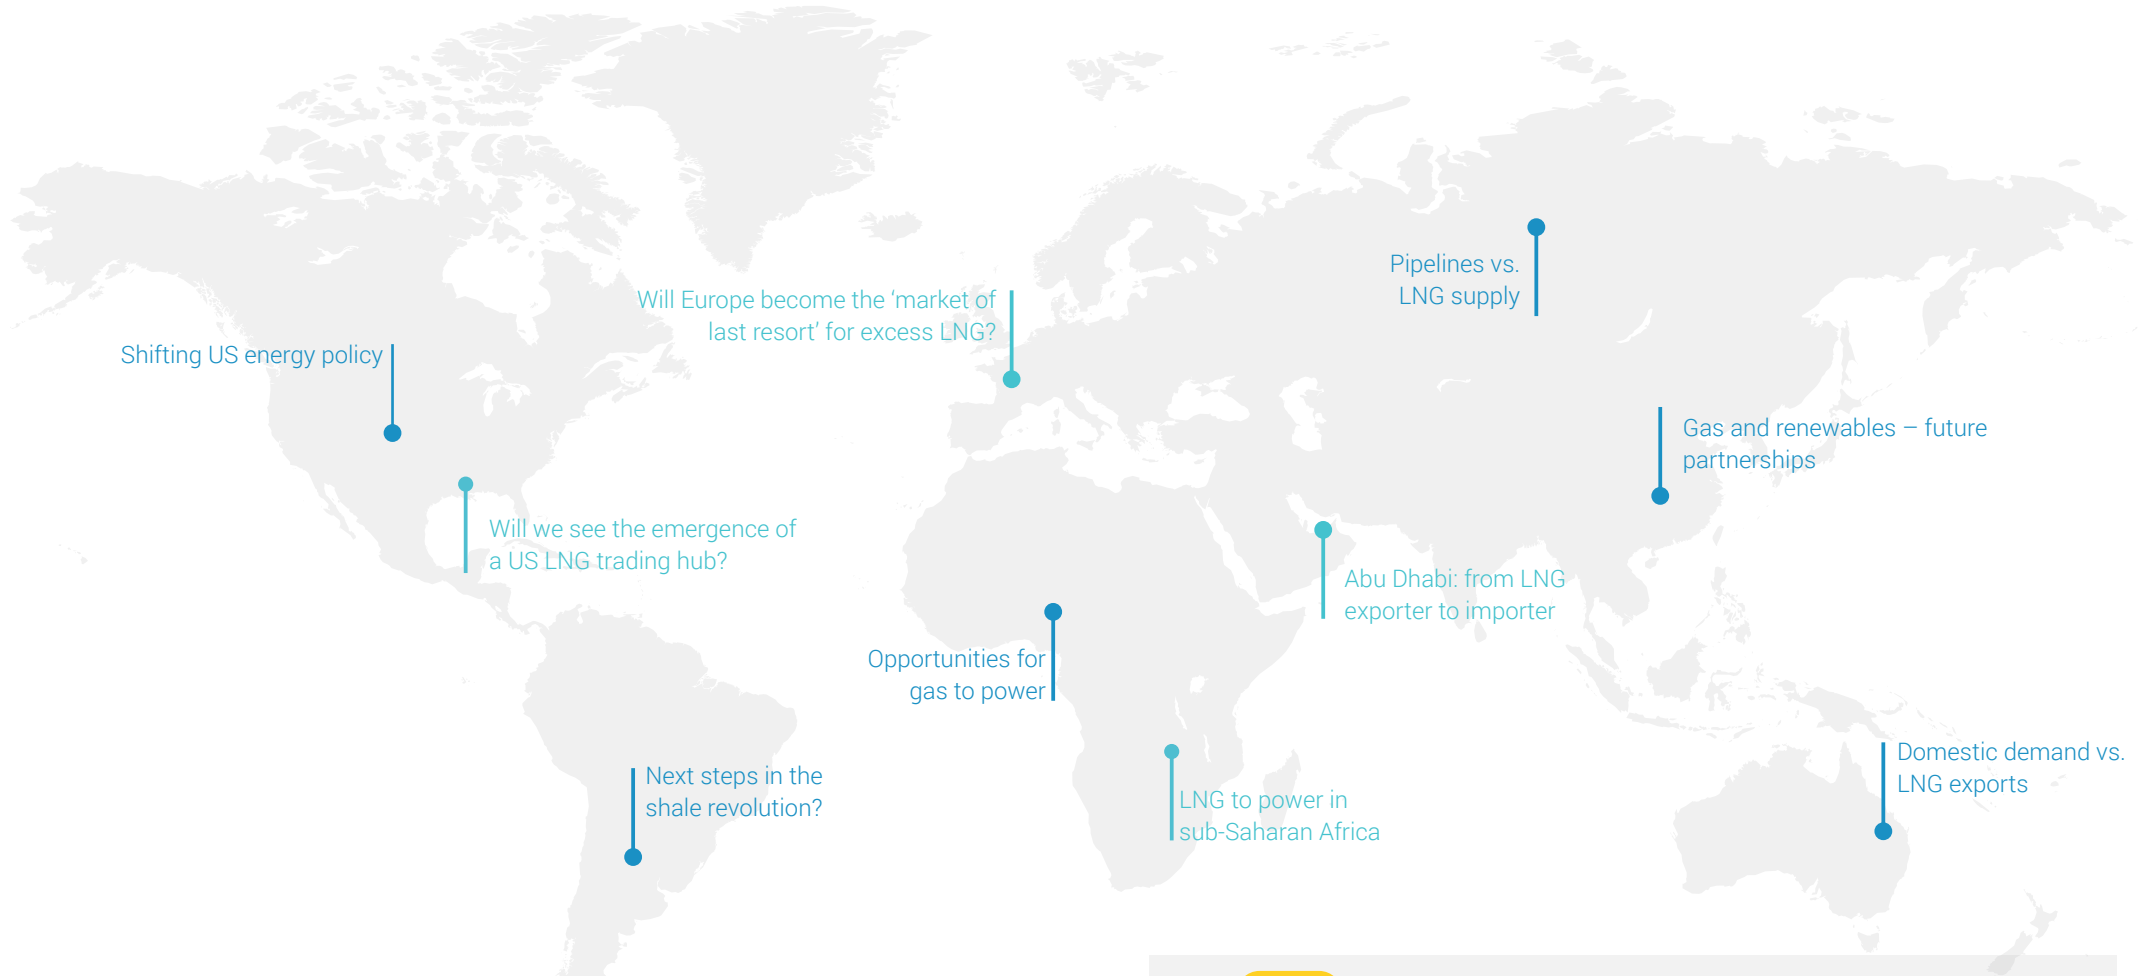 Pipelines vs.
LNG supply
Will Europe become the ‘market of
last resort’ for excess LNG?
Shifting US energy policy
Gas and renewables – future
partnerships
Will we see the emergence of
a US LNG trading hub?
Abu Dhabi: from LNG
exporter to importer
Opportunities for
gas to power
Next steps in the
shale revolution?
LNG to power in
sub-Saharan Africa
Domestic demand vs.
LNG exports